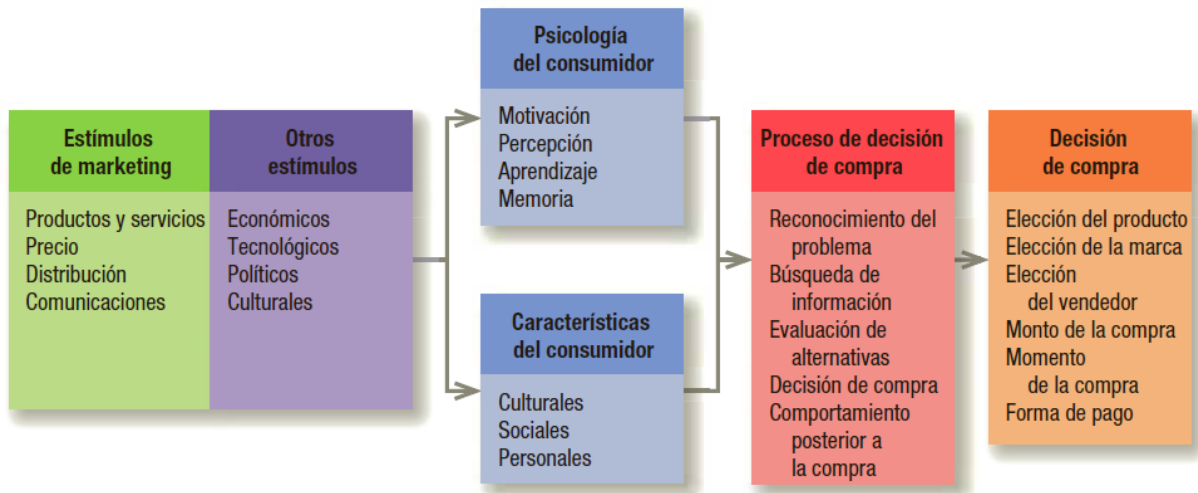 Estímulos
de marketing
Productos y servicios
Precio
Distribución
Comunicaciones
Otros
estímulos
Económicos
Tecnológicos
Políticos
Culturales
Psicología
del consumidor
Motivación
Percepción
Aprendizaje
Memoria
Características
del consumidor
Culturales
Sociales
Personales
Proceso de decisión
de compra
Reconocimiento del
problema
Búsqueda de
información
Evaluación de
alternativas
Decisión de compra
Comportamiento
posterior a
la compra
Decisión
de compra
Elección del producto
Elección de la marca
Elección
del vendedor
Monto de la compra
Momento
de la compra
Forma de pago